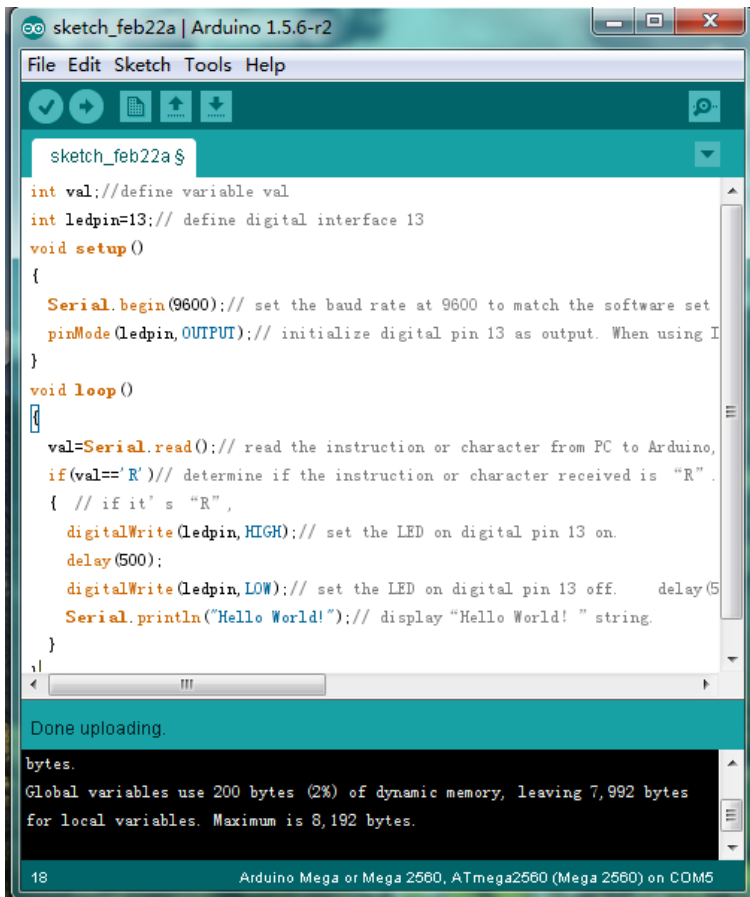 sketch_feb22a | Arduino 1.5.6-r2
File Edit Sketch Tools Help
sketch_feb22a §
int val;//define variable val
int ledpin=13;// define digital interface 13
void setup()
{
Serial.begin(9600);// set the baud rate at 9600 to match the software set
pinMode(ledpin,OUTPUT);// initialize digital pin 13 as output. When using I
}
void loop()
{
val=Serial.read();// read the instruction or character from PC to Arduino,
if(val=='R')// determine if the instruction or character received is “R”.
{ // if it’s “R”,
digitalWrite(ledpin,HIGH);// set the LED on digital pin 13 on.
delay(500);
digitalWrite(ledpin,LOW);// set the LED on digital pin 13 off. delay(5
Serial.println("Hello World!");// display “Hello World! ” string.
}
}
Done uploading.
bytes.
Global variables use 200 bytes (2%) of dynamic memory, leaving 7,992 bytes
for local variables. Maximum is 8,192 bytes.
18 Arduino Mega or Mega 2560, ATmega2560 (Mega 2560) on COM5